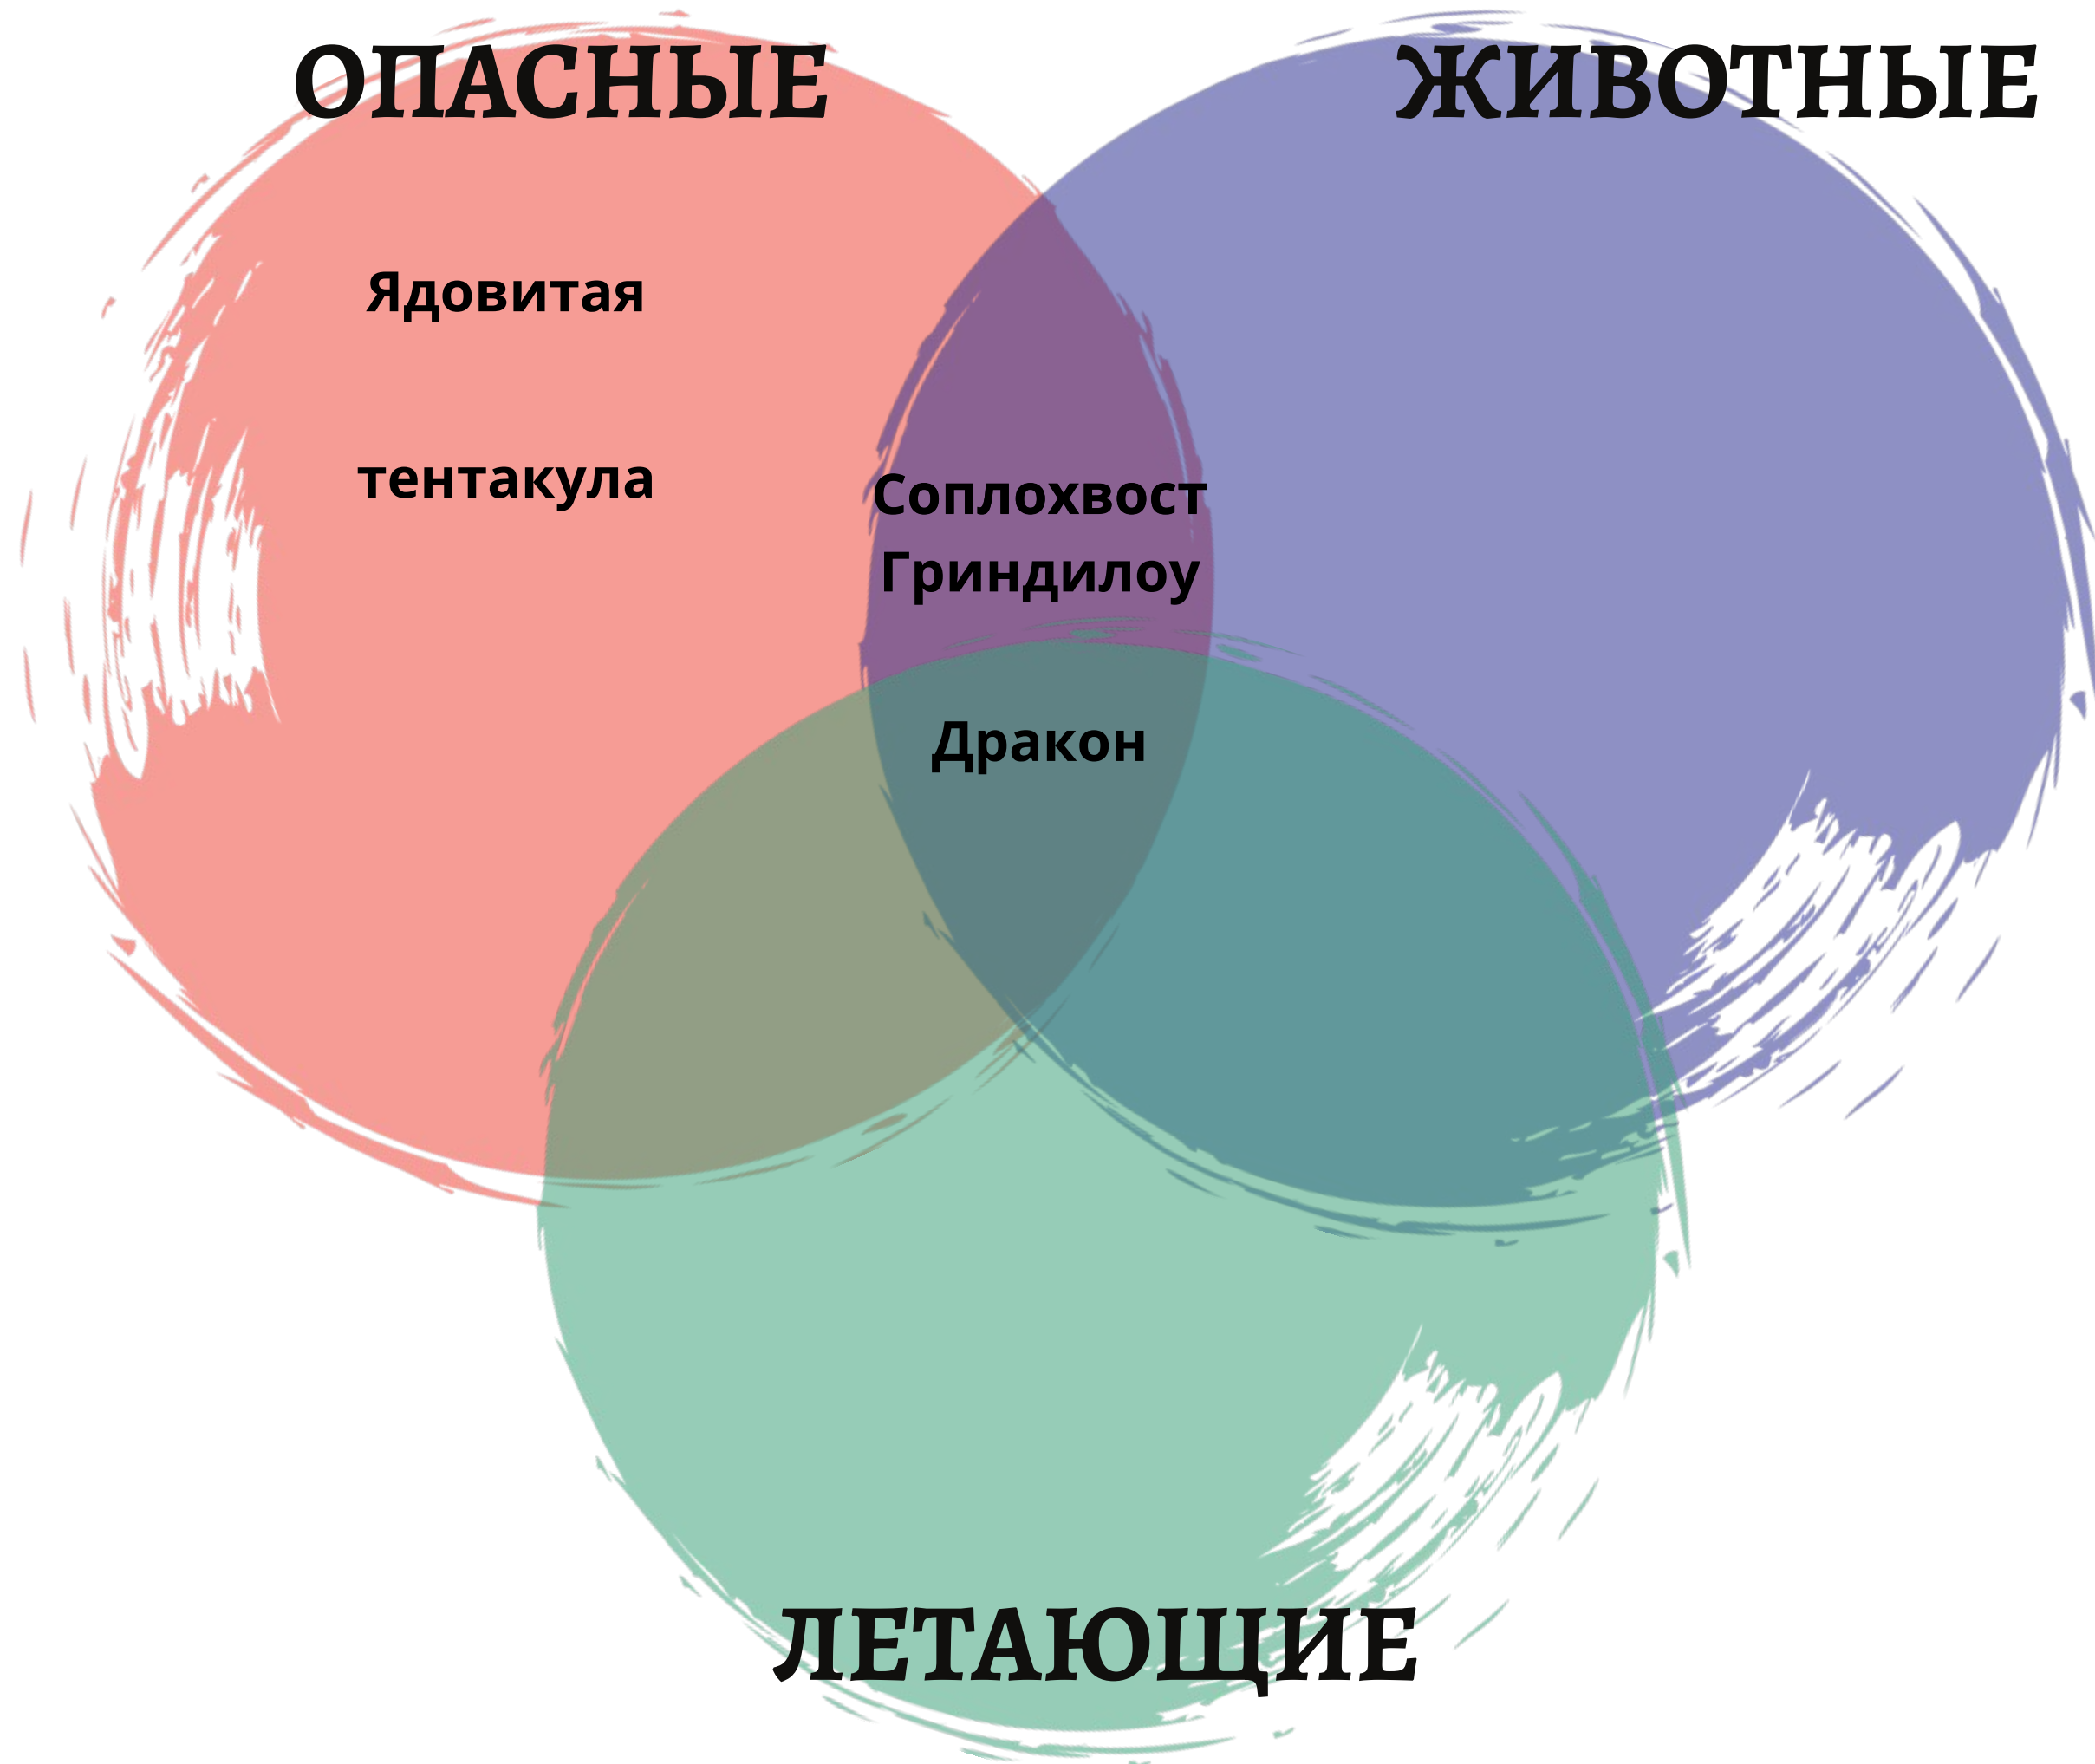 ОПАСНЫЕ
ЖИВОТНЫЕ
Ядовитая
тентакула
Соплохвост
Гриндилоу
Дракон
ЛЕТАЮЩИЕ